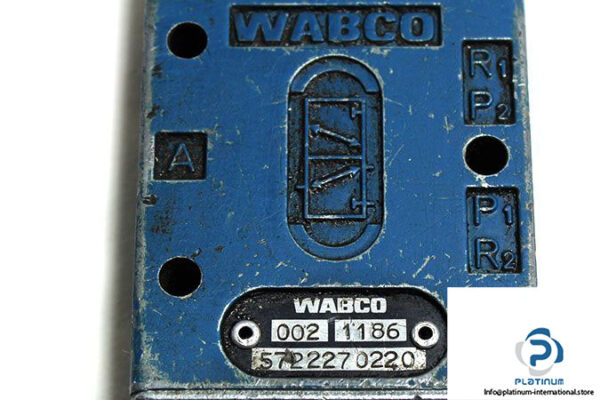 WABCO
R1
P2
A
P1
R2
WABCO
002 1186
5722270220
PLATINUM
info@platinum-international.store